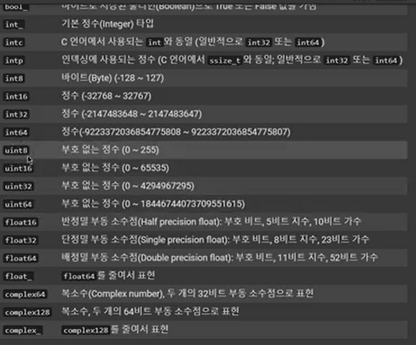 bool_ 바이트로 저장된 불리언(Boolean)으로 True 또는 False 값을 가짐
int_ 기본 정수(Integer) 타입
intc C 언어에서 사용되는 int 와 동일 (일반적으로 int32 또는 int64)
intp 인덱싱에 사용되는 정수 (C 언어에서 ssize_t 와 동일; 일반적으로 int32 또는 int64)
int8 바이트(Byte) (-128 ~ 127)
int16 정수 (-32768 ~ 32767)
int32 정수 (-2147483648 ~ 2147483647)
int64 정수(-9223372036854775808 ~ 9223372036854775807)
uint8 부호 없는 정수 (0 ~ 255)
uint16 부호 없는 정수 (0 ~ 65535)
uint32 부호 없는 정수 (0 ~ 4294967295)
uint64 부호 없는 정수 (0 ~ 18446744073709551615)
float16 반정밀 부동 소수점(Half precision float): 부호 비트, 5비트 지수, 10비트 가수
float32 단정밀 부동 소수점(Single precision float): 부호 비트, 8비트 지수, 23비트 가수
float64 배정밀 부동 소수점(Double precision float): 부호 비트, 11비트 지수, 52비트 가수
float_ float64 를 줄여서 표현
complex64 복소수(Complex number), 두 개의 32비트 부동 소수점으로 표현
complex128 복소수, 두 개의 64비트 부동 소수점으로 표현
complex_ complex128 를 줄여서 표현